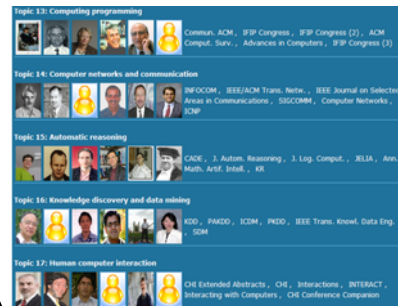 Topic 13: Computing programming
Commun. ACM , IFIP Congress , IFIP Congress (2) , ACM
Comput. Surv. , Advances in Computers , IFIP Congress (3)
Topic 14: Computer networks and communication
INFOCOM , IEEE/ACM Trans. Netw. , IEEE Journal on Selected
Areas in Communications , SIGCOMM , Computer Networks ,
ICNP
Topic 15: Automatic reasoning
CADE , J. Autom. Reasoning , J. Log. Comput. , JELIA , Ann.
Math. Artif. Intell. , KR
Topic 16: Knowledge discovery and data mining
KDD , PAKDD , ICDM , PKDD , IEEE Trans. Knowl. Data Eng.
, SDM
Topic 17: Human computer interaction
CHI Extended Abstracts , CHI , Interactions , INTERACT ,
Interacting with Computers , CHI Conference Companion